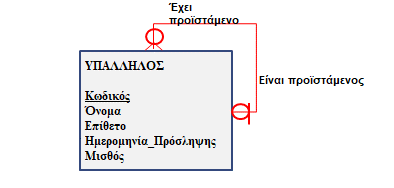 Έχει
προϊστάμενο
ΥΠΑΛΛΗΛΟΣ
Είναι προϊστάμενος
Κωδικός
Όνομα
Επίθετο
Ημερομηνία_Πρόσληψης
Μισθός